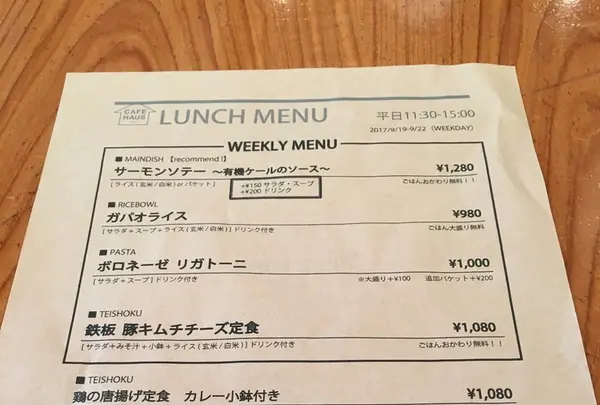 CAFE HAUS
LUNCH MENU
平日11:30-15:00
2017/9/19-9/22 (WEEKDAY)
WEEKLY MENU
■ MAINDISH 【recommend!】
サーモンソテー ～有機ケールのソース～ ¥1,280
[ライス(玄米/白米) or バケット]
+¥150 サラダ・スープ
+¥200 ドリンク
ごはんおかわり無料！！
■ RICEBOWL
ガパオライス ¥980
[サラダ+スープ+ライス(玄米/白米)] ドリンク付き ごはん大盛り無料
■ PASTA
ボロネーゼ リガトーニ ¥1,000
[サラダ+スープ] ドリンク付き ※大盛り+¥100 追加バケット+¥200
■ TEISHOKU
鉄板 豚キムチチーズ定食 ¥1,080
[サラダ+みそ汁+小鉢+ライス(玄米/白米)] ドリンク付き ごはんおかわり無料！！
■ TEISHOKU
鶏の唐揚げ定食 カレー小鉢付き ¥1,080